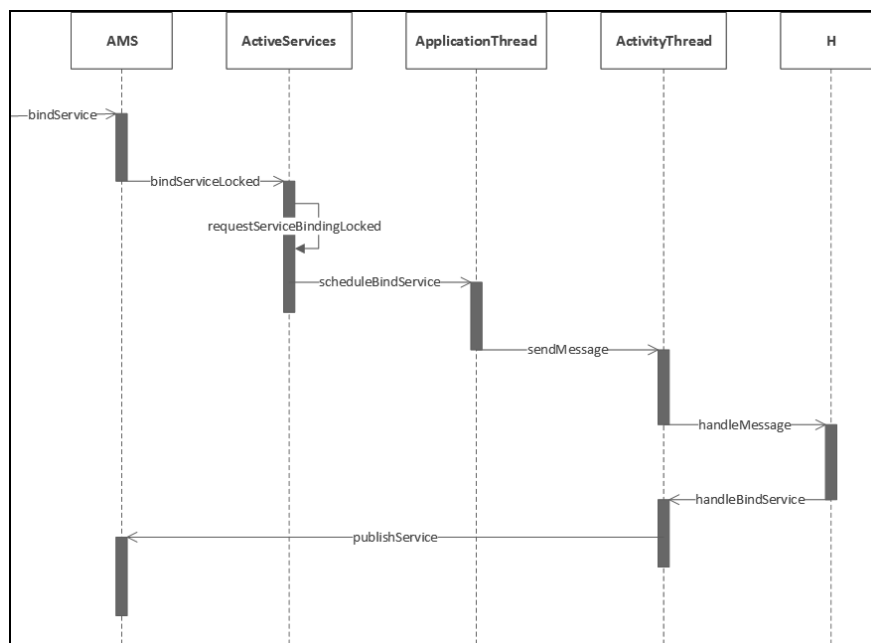 AMS
ActiveServices
ApplicationThread
ActivityThread
H
bindService
bindServiceLocked
requestServiceBindingLocked
scheduleBindService
sendMessage
handleMessage
handleBindService
publishService